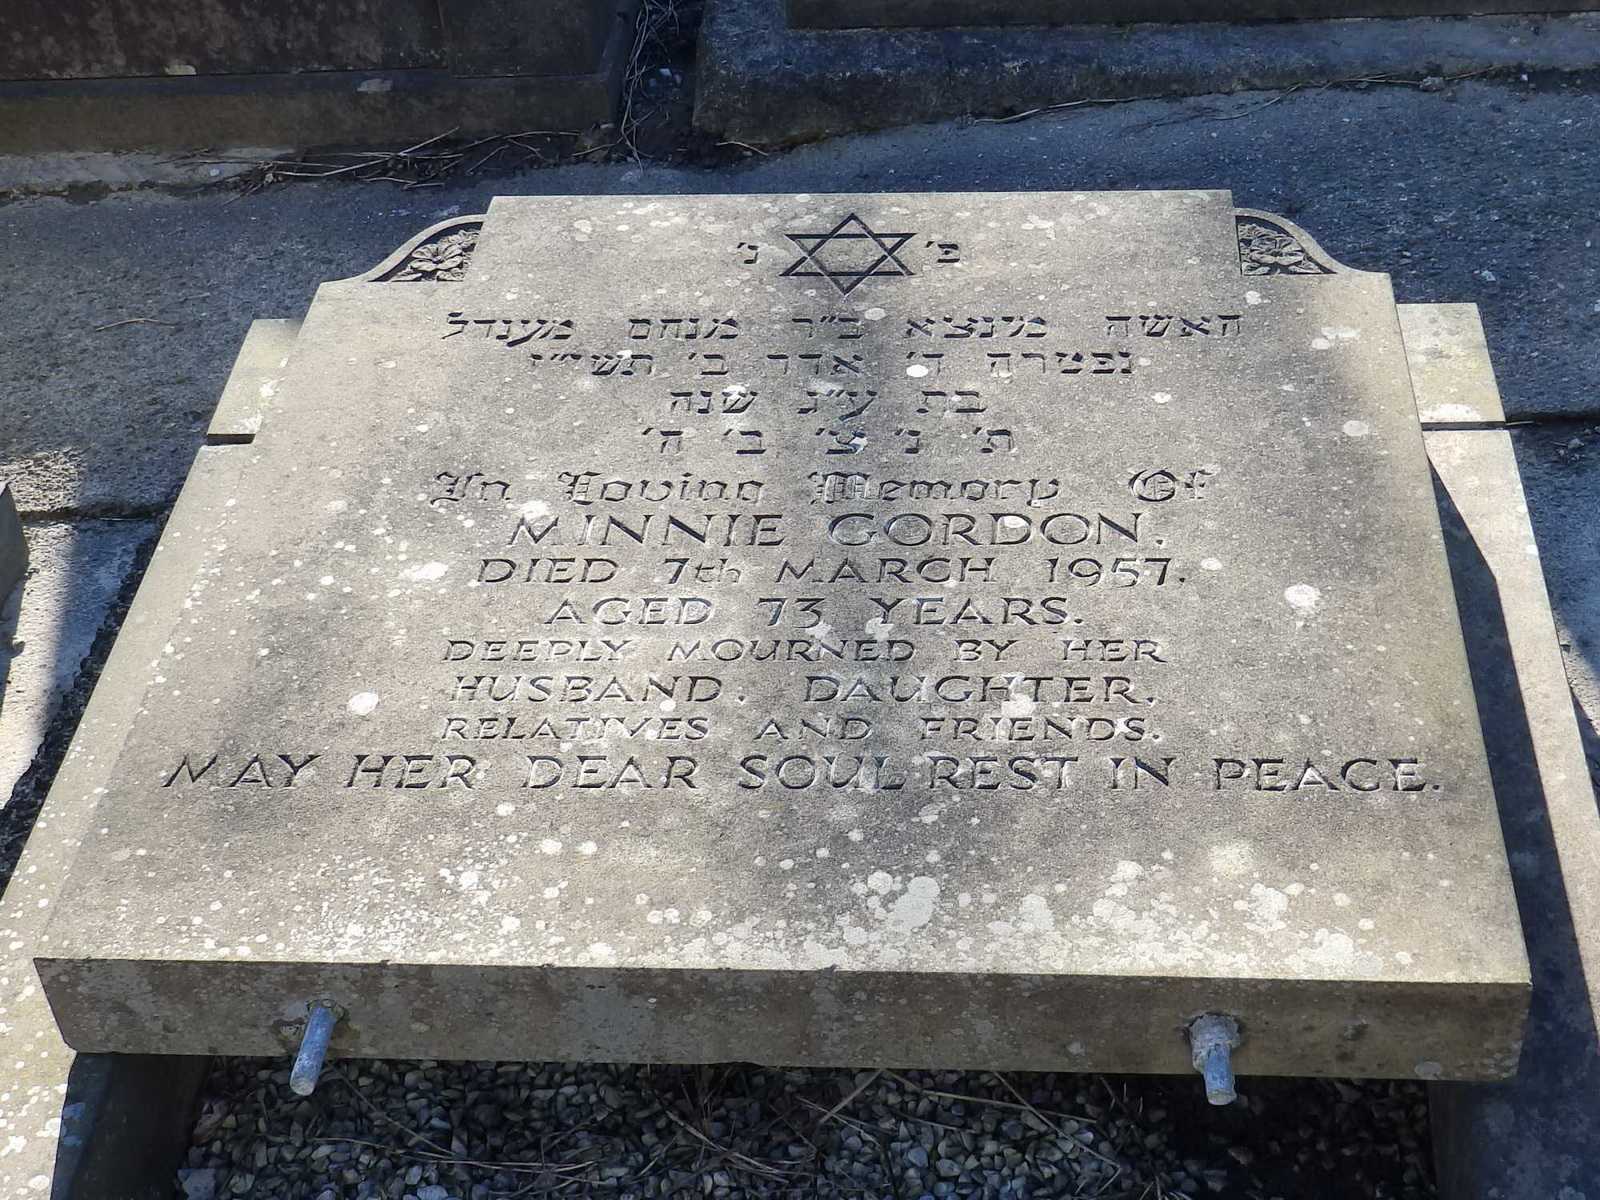 פ׳ נ׳
האשה מינצא ב״ר מנחם מענדל
נפטרה ד׳ אדר ב׳ תשי״ז
בת ע״ג שנה
ת׳ נ׳ צ׳ ב׳ ה׳
In Loving Memory Of
MINNIE GORDON.
DIED 7th MARCH 1957.
AGED 73 YEARS.
DEEPLY MOURNED BY HER
HUSBAND, DAUGHTER,
RELATIVES AND FRIENDS.
MAY HER DEAR SOUL REST IN PEACE.